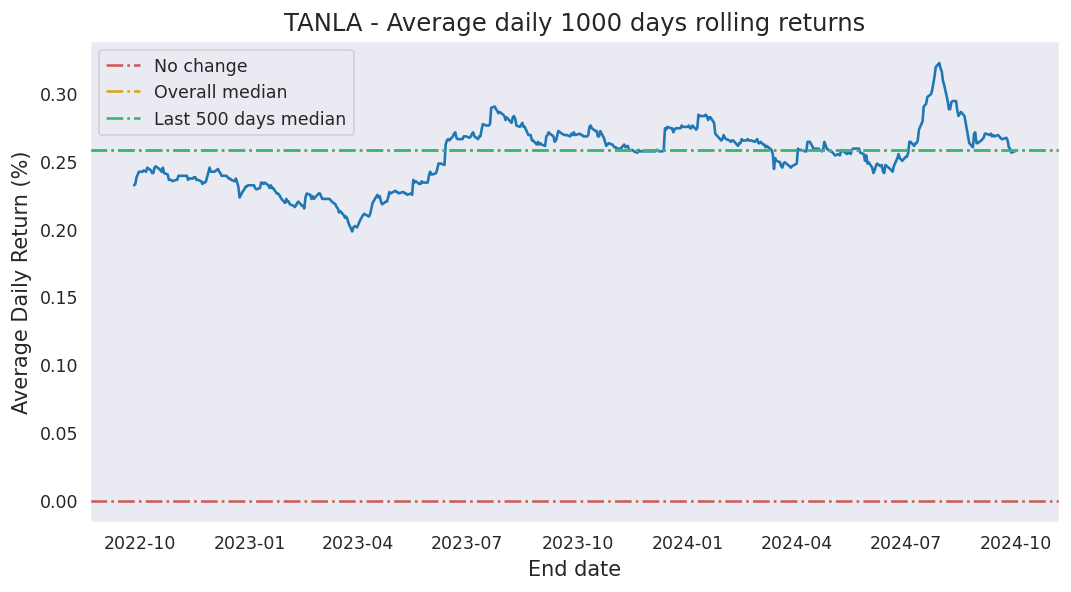 TANLA - Average daily 1000 days rolling returns
No change
Overall median
Last 500 days median
Average Daily Return (%)
0.30
0.25
0.20
0.15
0.10
0.05
0.00
2022-10 2023-01 2023-04 2023-07 2023-10 2024-01 2024-04 2024-07 2024-10
End date